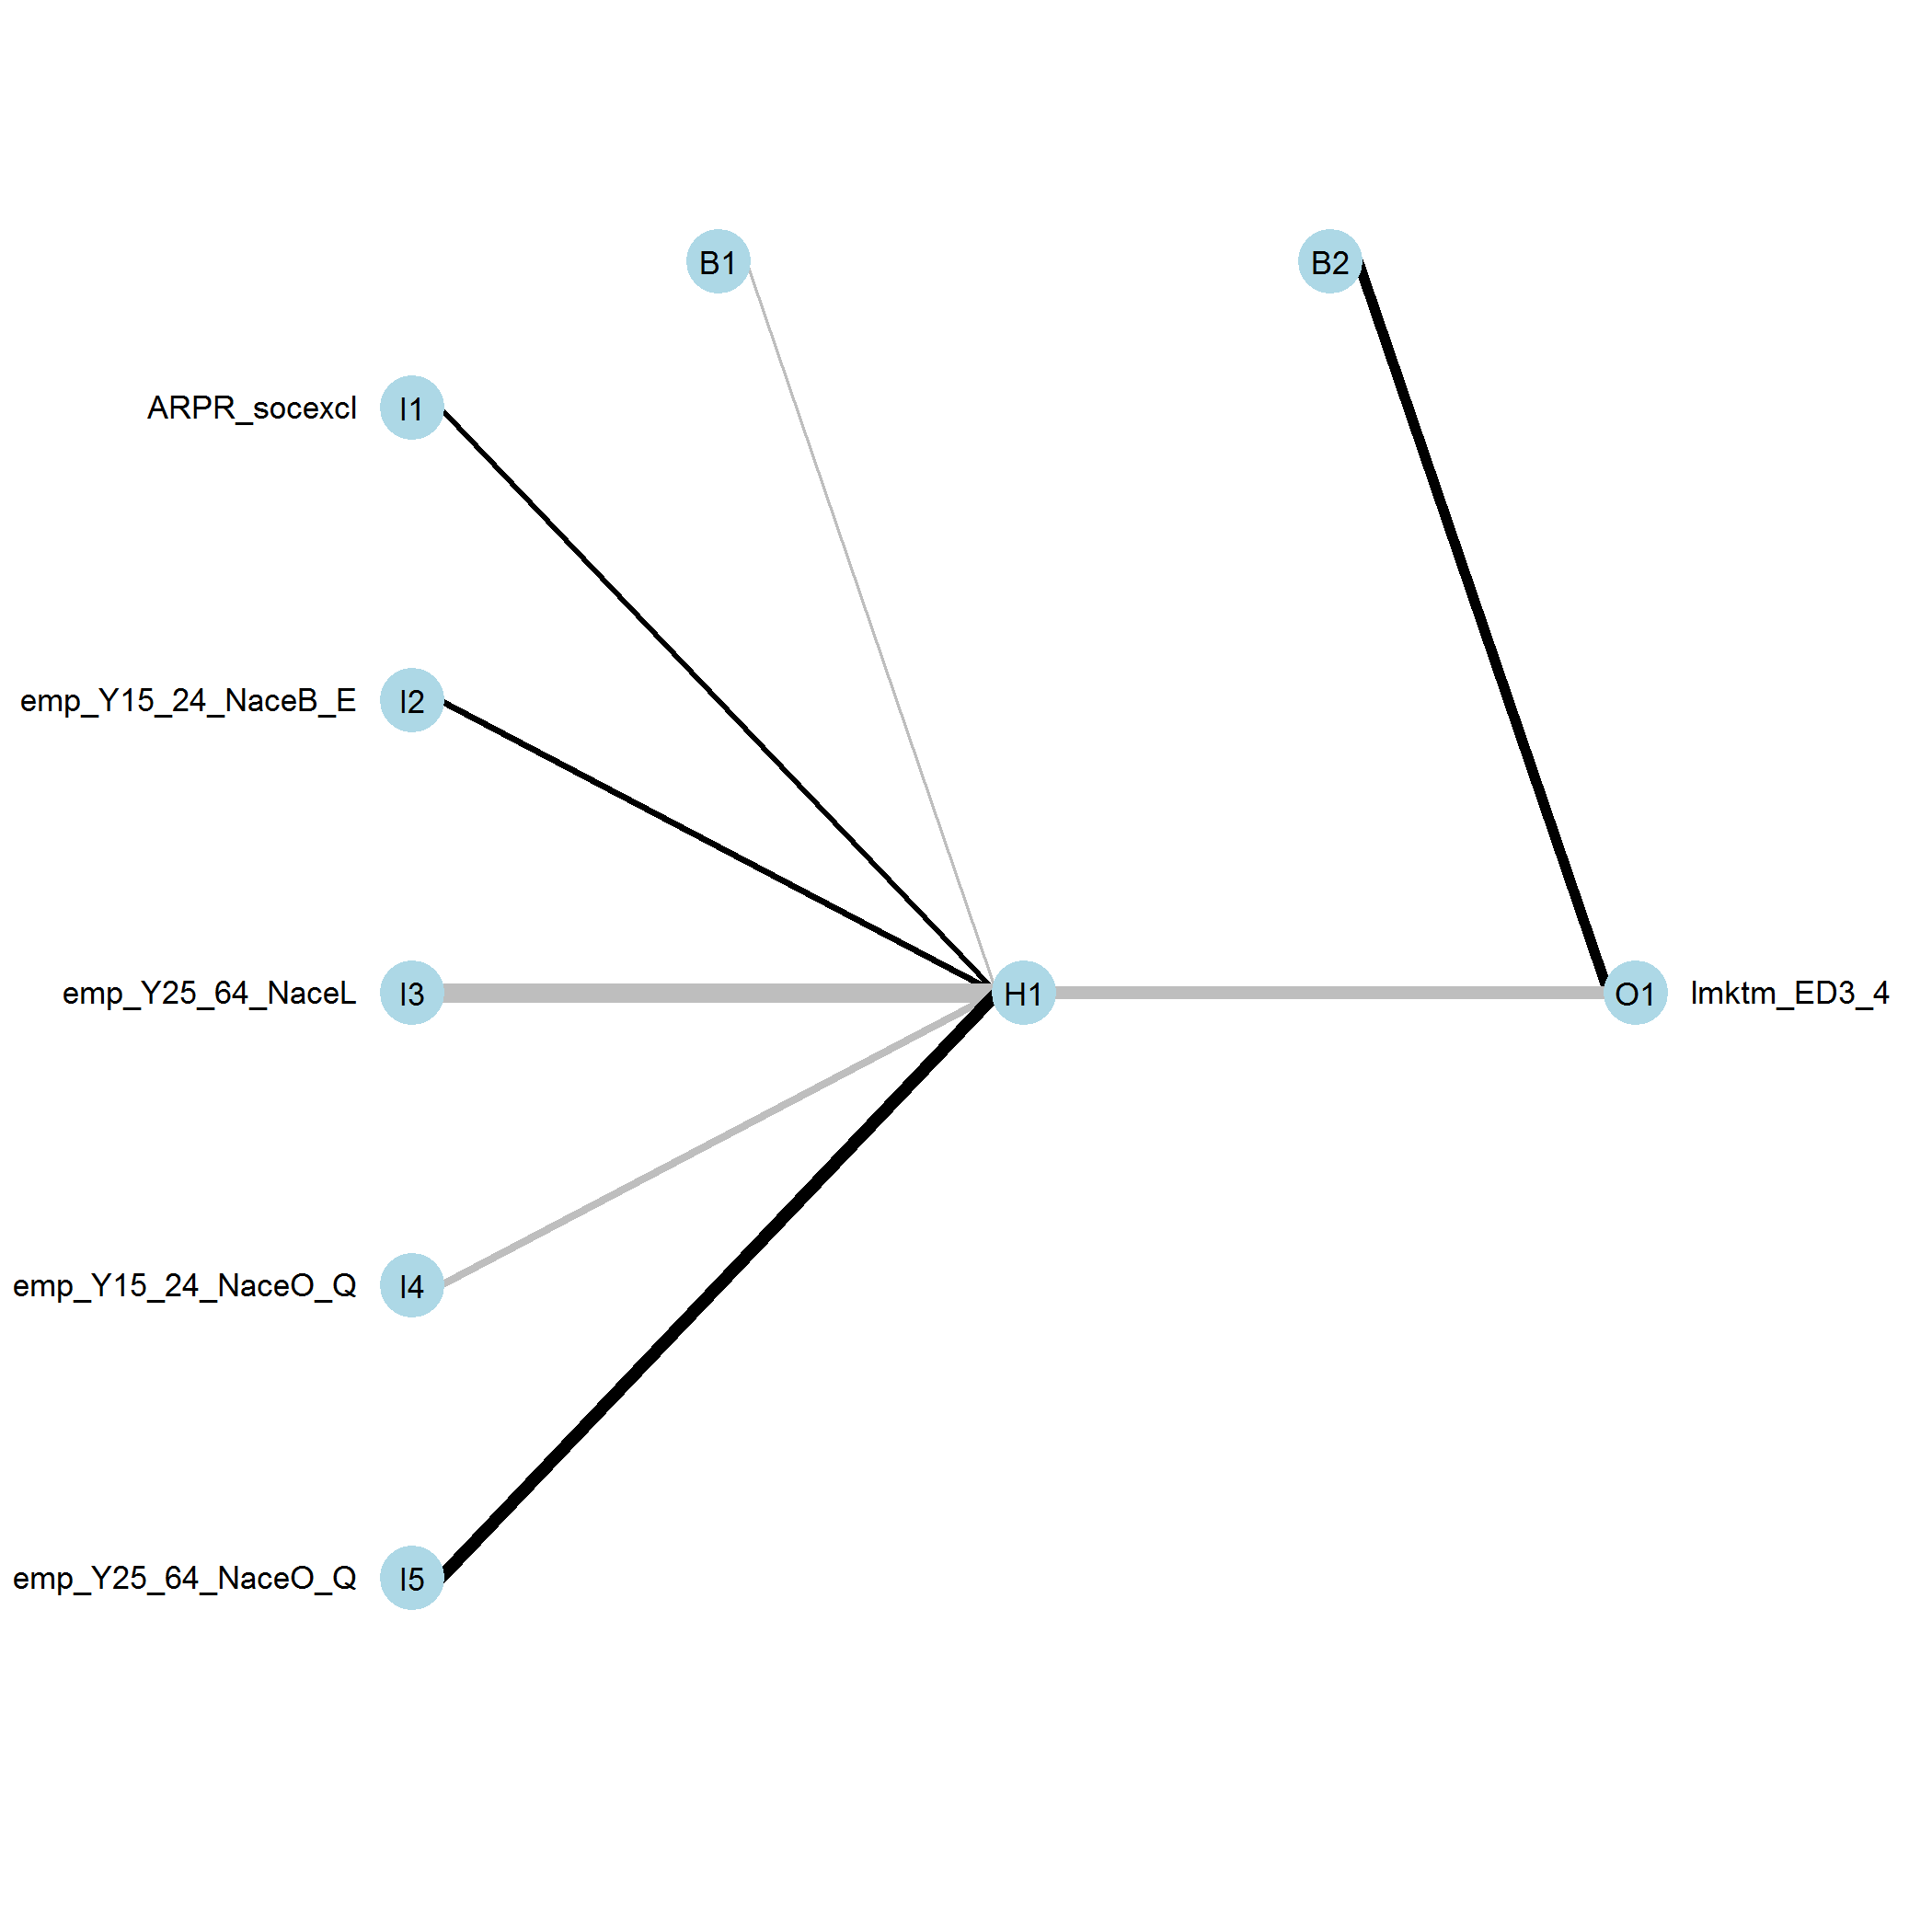 B1
B2
ARPR_socexcl I1
emp_Y15_24_NaceB_E I2
emp_Y25_64_NaceL I3 H1 O1 lmktm_ED3_4
emp_Y15_24_NaceO_Q I4
emp_Y25_64_NaceO_Q I5